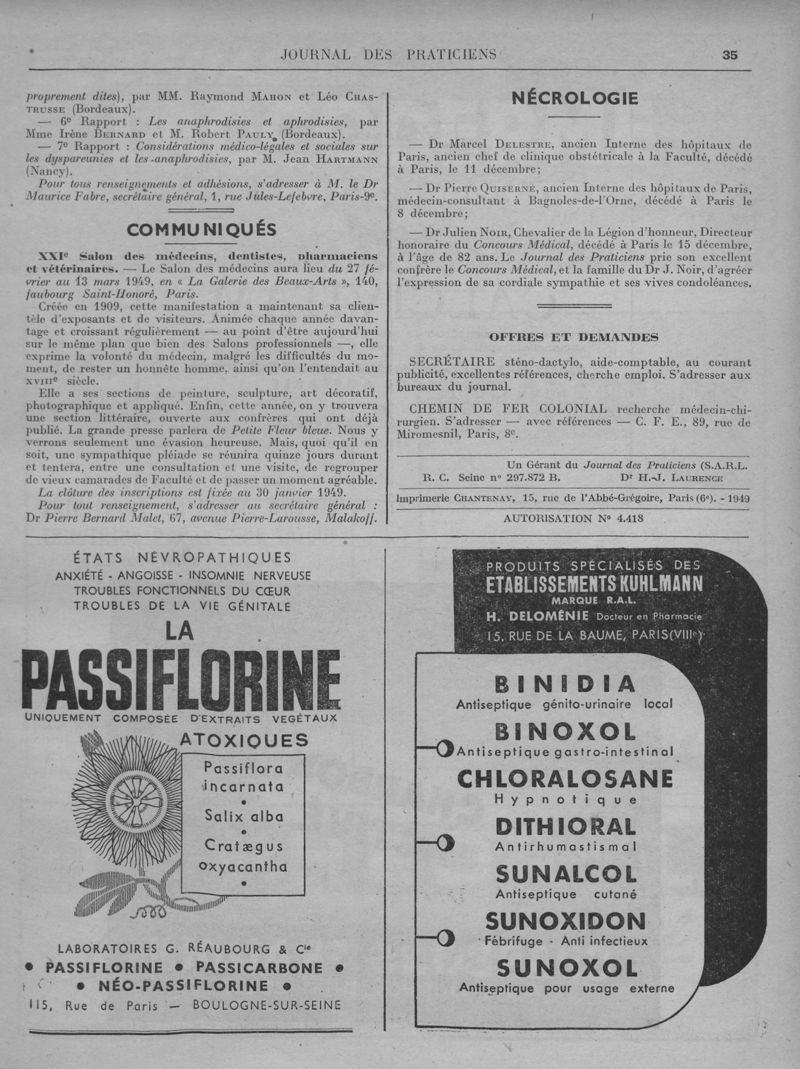 JOURNAL DES PRATICIENS
35
proprement dites), par MM. Raymond MAHON et Léo CHAS-
TRUSSE (Bordeaux).
— 6e Rapport : Les anaphrodisies et aphrodisies, par
Mme Irène BERNARD et M. Robert PAULY (Bordeaux).
— 7e Rapport : Considérations médico-légales et sociales sur
les dyspareunies et les anaphrodisies, par M. Jean HARTMANN
(Nancy).
Pour tous renseignements et adhésions, s'adresser à M. le Dr
Maurice Fabre, secrétaire général, 1, rue Jules-Lefebvre, Paris-9e.
COMMUNIQUÉS
XXIe Salon des médecins, dentistes, pharmaciens
et vétérinaires. — Le Salon des médecins aura lieu du 27 fé-
vrier au 13 mars 1949, en « La Galerie des Beaux-Arts », 140,
faubourg Saint-Honoré, Paris.
Créée en 1909, cette manifestation a maintenant sa clien-
tèle d'exposants et de visiteurs. Animée chaque année davan-
tage et croissant régulièrement — au point d'être aujourd'hui
sur le même plan que bien des Salons professionnels —, elle
exprime la volonté du médecin, malgré les difficultés du mo-
ment, de rester un honnête homme, ainsi qu'on l'entendait au
XVIIIe siècle.
Elle a ses sections de peinture, sculpture, art décoratif,
photographique et appliqué. Enfin, cette année, on y trouvera
une section littéraire, ouverte aux confrères qui ont déjà
publié. La grande presse parlera de Petite Fleur bleue. Nous y
verrons seulement une évasion heureuse. Mais, quoi qu'il en
soit, une sympathique pléiade se réunira quinze jours durant
et tentera, entre une consultation et une visite, de regrouper
de vieux camarades de Faculté et de passer un moment agréable.
La clôture des inscriptions est fixée au 30 janvier 1949.
Pour tout renseignement, s'adresser au secrétaire général :
Dr Pierre Bernard Malet, 67, avenue Pierre-Larousse, Malakoff.
NÉCROLOGIE
— Dr Marcel DELESTRE, ancien Interne des hôpitaux de
Paris, ancien chef de clinique obstétricale à la Faculté, décédé
à Paris, le 11 décembre;
— Dr Pierre QUISERNE, ancien Interne des hôpitaux de Paris,
médecin-consultant à Bagnoles-de-l'Orne, décédé à Paris le
8 décembre;
— Dr Julien NOIR, Chevalier de la Légion d'honneur, Directeur
honoraire du Concours Médical, décédé à Paris le 15 décembre,
à l'âge de 82 ans. Le Journal des Praticiens prie son excellent
confrère le Concours Médical, et la famille du Dr J. Noir, d'agréer
l'expression de sa cordiale sympathie et ses vives condoléances.
OFFRES ET DEMANDES
SECRÉTAIRE sténo-dactylo, aide-comptable, au courant
publicité, excellentes références, cherche emploi. S'adresser aux
bureaux du journal.
CHEMIN DE FER COLONIAL recherche médecin-chi-
rurgien. S'adresser — avec références — C. F. E., 89, rue de
Miromesnil, Paris, 8e.
Un Gérant du Journal des Praticiens (S.A.R.L.
R. C. Seine no 297.872 B. Dr H.-J. LAURENCE
Imprimerie CHANTENAY, 15, rue de l'Abbé-Grégoire, Paris (6e). - 1949
AUTORISATION No 4.418
ÉTATS NÉVROPATHIQUES
ANXIÉTÉ - ANGOISSE - INSOMNIE NERVEUSE
TROUBLES FONCTIONNELS DU CŒUR
TROUBLES DE LA VIE GÉNITALE
LA
PASSIFLORINE
UNIQUEMENT COMPOSÉE D'EXTRAITS VEGÉTAUX
ATOXIQUES
Passiflora
incarnata
•
Salix alba
•
Cratægus
oxyacantha
•
LABORATOIRES G. RÉAUBOURG & Cie
• PASSIFLORINE • PASSICARBONE •
• NÉO-PASSIFLORINE •
115, Rue de Paris — BOULOGNE-SUR-SEINE
PRODUITS SPÉCIALISÉS DES
ETABLISSEMENTS KUHLMANN
MARQUE R.A.L.
H. DELOMÉNIE Docteur en Pharmacie
15, RUE DE LA BAUME, PARIS (VIIIe)
BINIDIA
Antiseptique génito-urinaire local
BINOXOL
Antiseptique gastro-intestinal
CHLORALOSANE
Hypnotique
DITHIORAL
Antirhumastismal
SUNALCOL
Antiseptique cutané
SUNOXIDON
Fébrifuge - Anti infectieux
SUNOXOL
Antiseptique pour usage externe